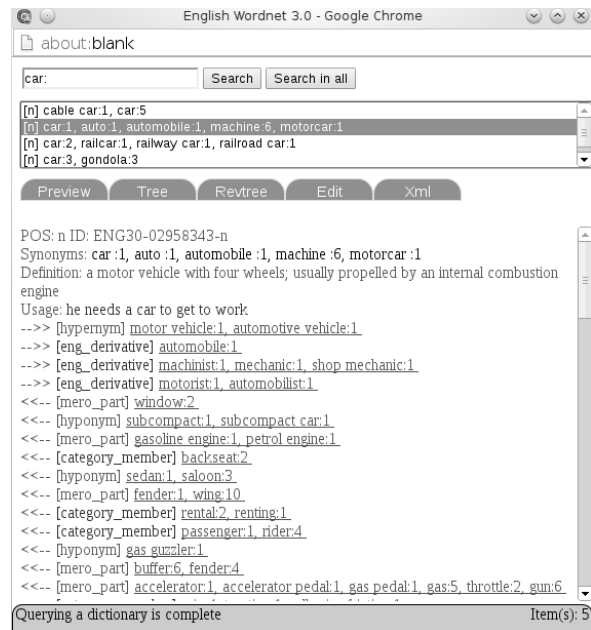 English Wordnet 3.0 - Google Chrome
about:blank
car:
Search
Search in all
[n] cable car:1, car:5
[n] car:1, auto:1, automobile:1, machine:6, motorcar:1
[n] car:2, railcar:1, railway car:1, railroad car:1
[n] car:3, gondola:3
Preview
Tree
Revtree
Edit
Xml
POS: n ID: ENG30-02958343-n
Synonyms: car :1, auto :1, automobile :1, machine :6, motorcar :1
Definition: a motor vehicle with four wheels; usually propelled by an internal combustion
engine
Usage: he needs a car to get to work
-->> [hypernym] motor vehicle:1, automotive vehicle:1
-->> [eng_derivative] automobile:1
-->> [eng_derivative] machinist:1, mechanic:1, shop mechanic:1
-->> [eng_derivative] motorist:1, automobilist:1
<<-- [mero_part] window:2
<<-- [hyponym] subcompact:1, subcompact car:1
<<-- [mero_part] gasoline engine:1, petrol engine:1
<<-- [category_member] backseat:2
<<-- [hyponym] sedan:1, saloon:3
<<-- [mero_part] fender:1, wing:10
<<-- [category_member] rental:2, renting:1
<<-- [category_member] passenger:1, rider:4
<<-- [hyponym] gas guzzler:1
<<-- [mero_part] buffer:6, fender:4
<<-- [mero_part] accelerator:1, accelerator pedal:1, gas pedal:1, gas:5, throttle:2, gun:6
Querying a dictionary is complete
Item(s): 5